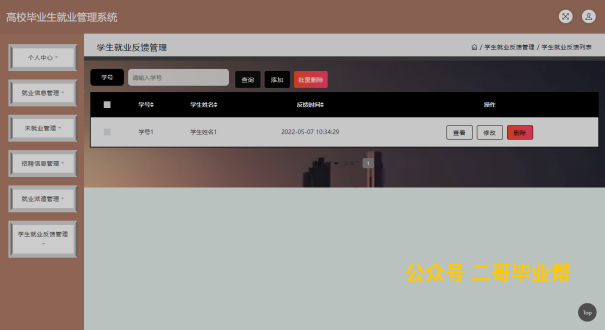 高校毕业生就业管理系统
个人中心
学生就业反馈管理
/ 学生就业反馈管理 / 学生就业反馈列表
就业信息管理
学号 请输入学号 查询 添加 批量删除
学号 学生姓名 反馈时间 操作
未就业管理
学号1 学生姓名1 2022-05-07 10:34:29 查看 修改 删除
招聘信息管理
1
就业派遣管理
学生就业反馈管理
公众号 二哥毕业帮
Top